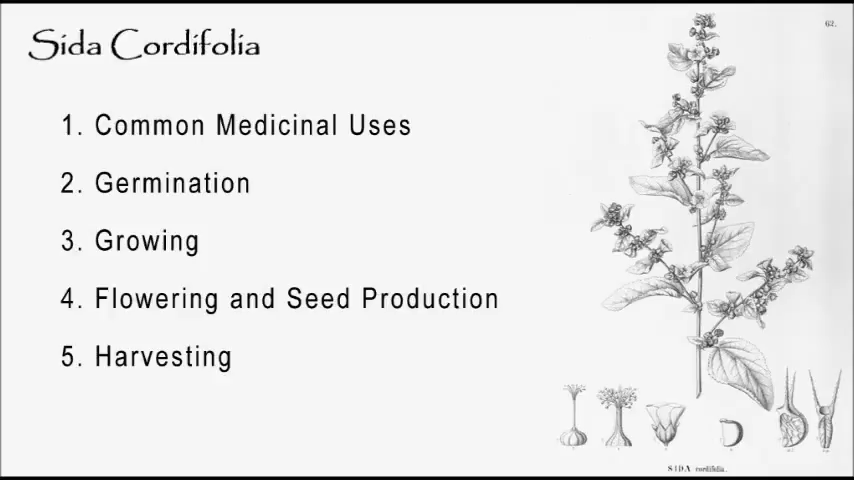 Sida Cordifolia
62.
1. Common Medicinal Uses
2. Germination
3. Growing
4. Flowering and Seed Production
5. Harvesting
SIDA cordifolia.